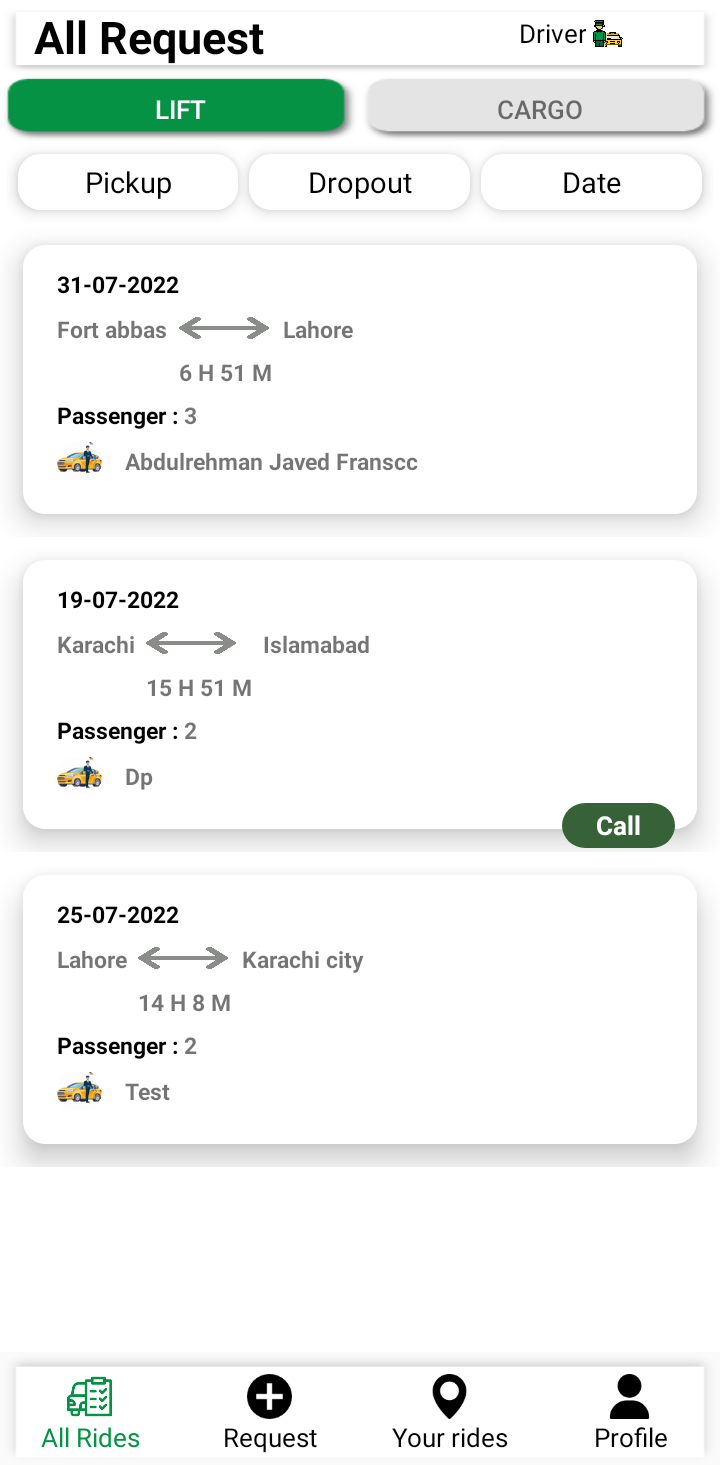 All Request
Driver
LIFT
CARGO
Pickup
Dropout
Date
31-07-2022
Fort abbas
Lahore
6 H 51 M
Passenger : 3
Abdulrehman Javed Franscc
19-07-2022
Karachi
Islamabad
15 H 51 M
Passenger : 2
Dp
Call
25-07-2022
Lahore
Karachi city
14 H 8 M
Passenger : 2
Test
All Rides
Request
Your rides
Profile